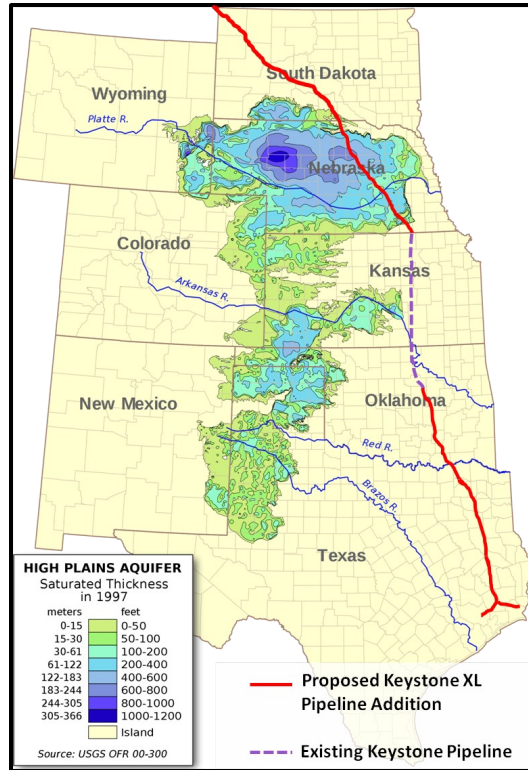 South Dakota
Wyoming
Platte R.
Nebraska
Colorado
Kansas
Arkansas R.
New Mexico
Oklahoma
Red R.
Brazos R.
Texas
HIGH PLAINS AQUIFER
Saturated Thickness
in 1997
meters feet
0-15 0-50
15-30 50-100
30-61 100-200
61-122 200-400
122-183 400-600
183-244 600-800
244-305 800-1000
305-366 1000-1200
Island
Source: USGS OFR 00-300
Proposed Keystone XL
Pipeline Addition
Existing Keystone Pipeline